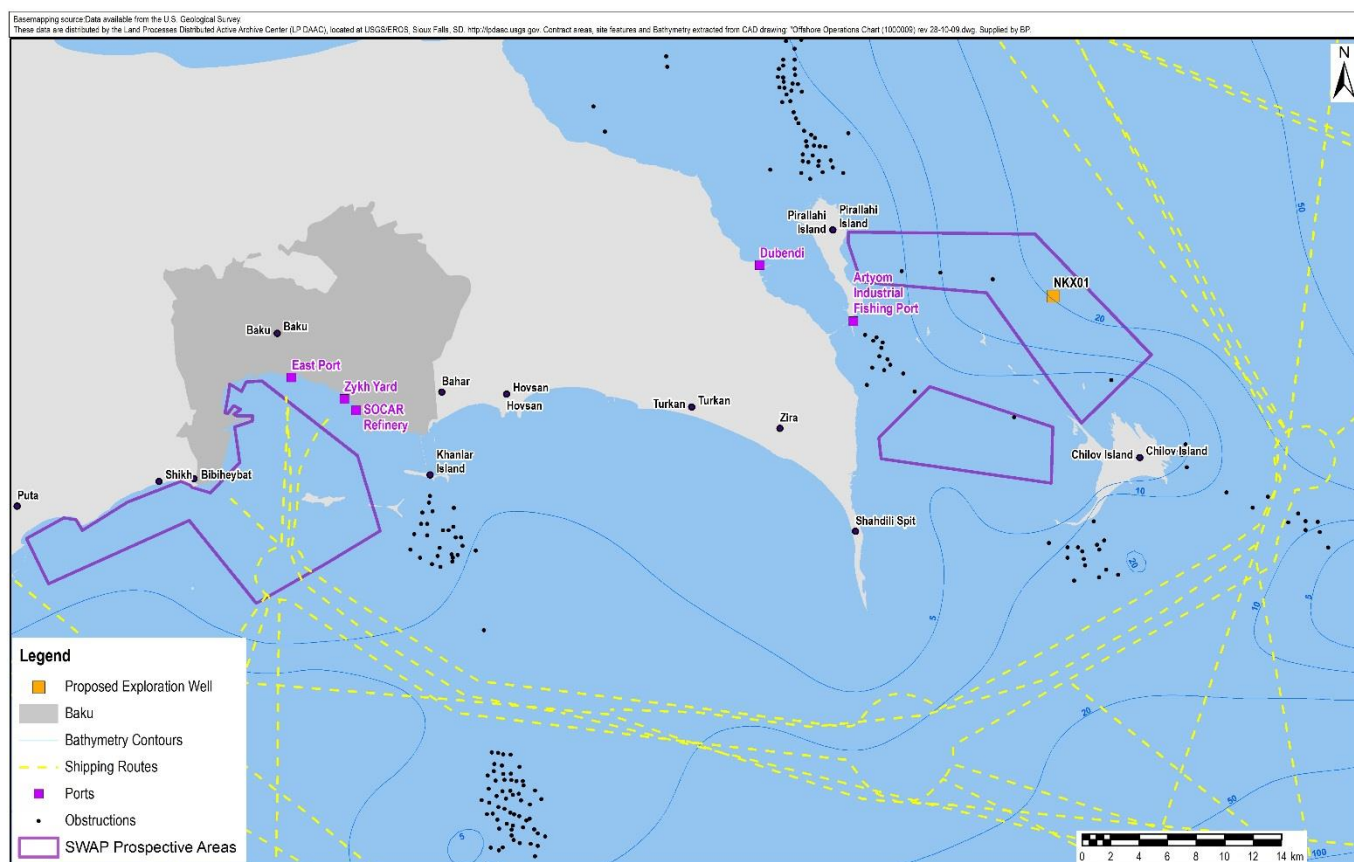 Basemapping source:Data available from the U.S. Geological Survey.
These data are distributed by the Land Processes Distributed Active Archive Center (LP DAAC), located at USGS/EROS, Sioux Falls, SD. http://lpdaac.usgs.gov. Contract areas, site features and Bathymetry extracted from CAD drawing: "Offshore Operations Chart (1000009) rev 28-10-09.dwg. Supplied by BP.
N
50
Pirallahi
Island
Pirallahi
Island
Dubendi
Artyom
Industrial
Fishing Port
NKX01
20
Baku
Baku
East Port
Zykh Yard
SOCAR
Refinery
Bahar
Hovsan
Hovsan
Turkan
Turkan
Zira
Khanlar
Island
Chilov Island
Chilov Island
Shikh
Bibiheybat
Puta
10
Shahdili Spit
20
5
10
5
20
50
5
100
Legend
Proposed Exploration Well
Baku
Bathymetry Contours
Shipping Routes
Ports
Obstructions
SWAP Prospective Areas
0 2 4 6 8 10 12 14 km